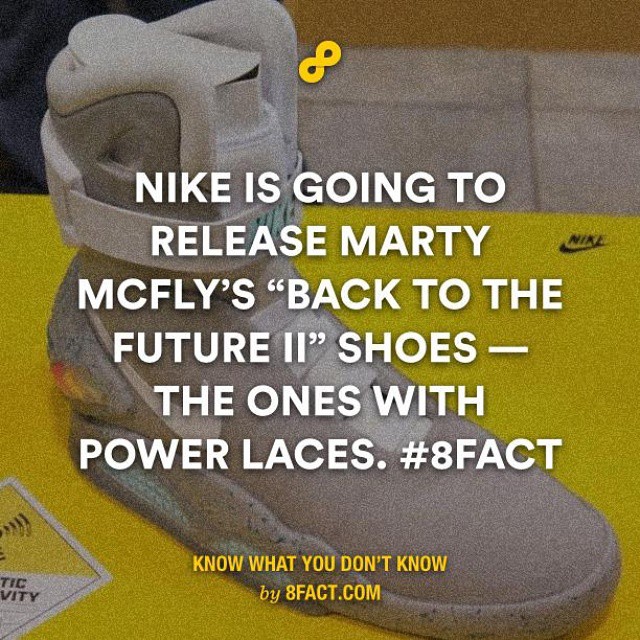 NIKE IS GOING TO
RELEASE MARTY
MCFLY’S “BACK TO THE
FUTURE II” SHOES —
THE ONES WITH
POWER LACES. #8FACT
NIKE
TIC
VITY
KNOW WHAT YOU DON’T KNOW
by 8FACT.COM